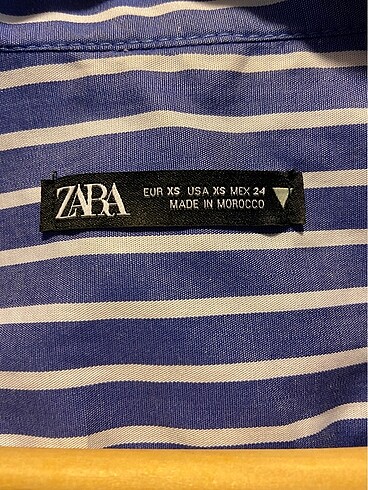 ZARA
EUR XS USA XS MEX 24
MADE IN MOROCCO